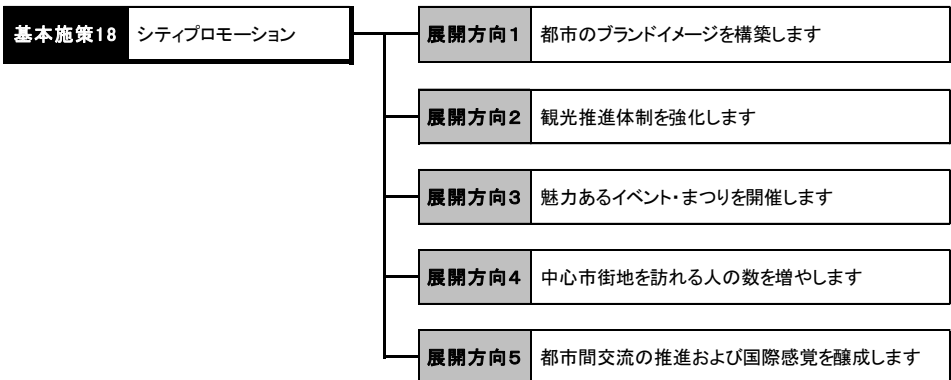 基本施策18 シティプロモーション
展開方向1 都市のブランドイメージを構築します
展開方向2 観光推進体制を強化します
展開方向3 魅力あるイベント・まつりを開催します
展開方向4 中心市街地を訪れる人の数を増やします
展開方向5 都市間交流の推進および国際感覚を醸成します